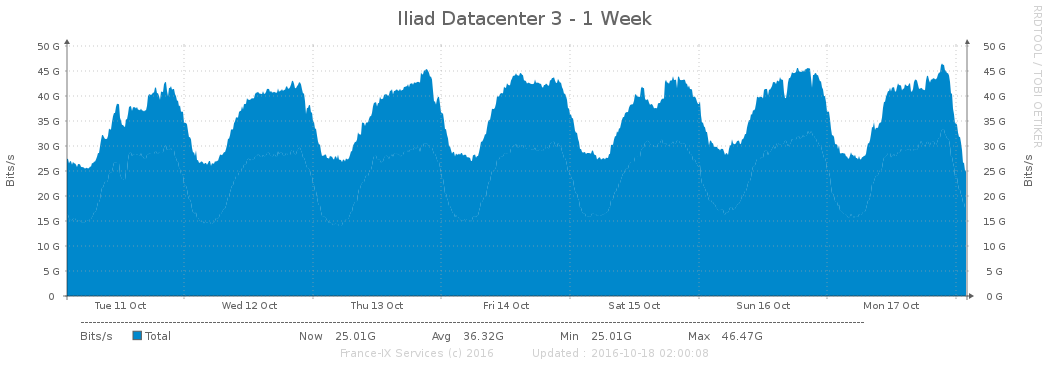 Iliad Datacenter 3 - 1 Week
RRDTOOL / TOBI OETIKER
Bits/s
50 G
45 G
40 G
35 G
30 G
25 G
20 G
15 G
10 G
5 G
0
50 G
45 G
40 G
35 G
30 G
25 G
20 G
15 G
10 G
5 G
0 G
Bits/s
Tue 11 Oct Wed 12 Oct Thu 13 Oct Fri 14 Oct Sat 15 Oct Sun 16 Oct Mon 17 Oct
Bits/s Total Now 25.01G Avg 36.32G Min 25.01G Max 46.47G
France-IX Services (c) 2016 Updated : 2016-10-18 02:00:08